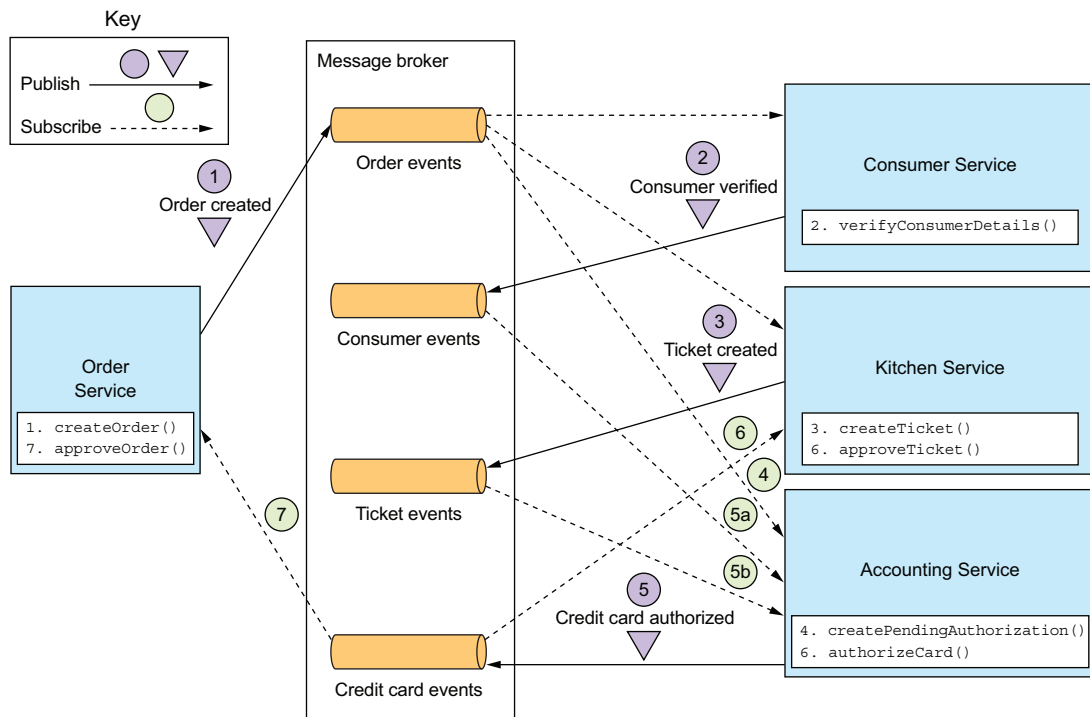 Key
Publish
Subscribe
Message broker
Order events
Consumer events
Ticket events
Credit card events
1
Order created
Order
Service
1. createOrder()
7. approveOrder()
7
2
Consumer verified
3
Ticket created
6
4
5a
5b
5
Credit card authorized
Consumer Service
2. verifyConsumerDetails()
Kitchen Service
3. createTicket()
6. approveTicket()
Accounting Service
4. createPendingAuthorization()
6. authorizeCard()